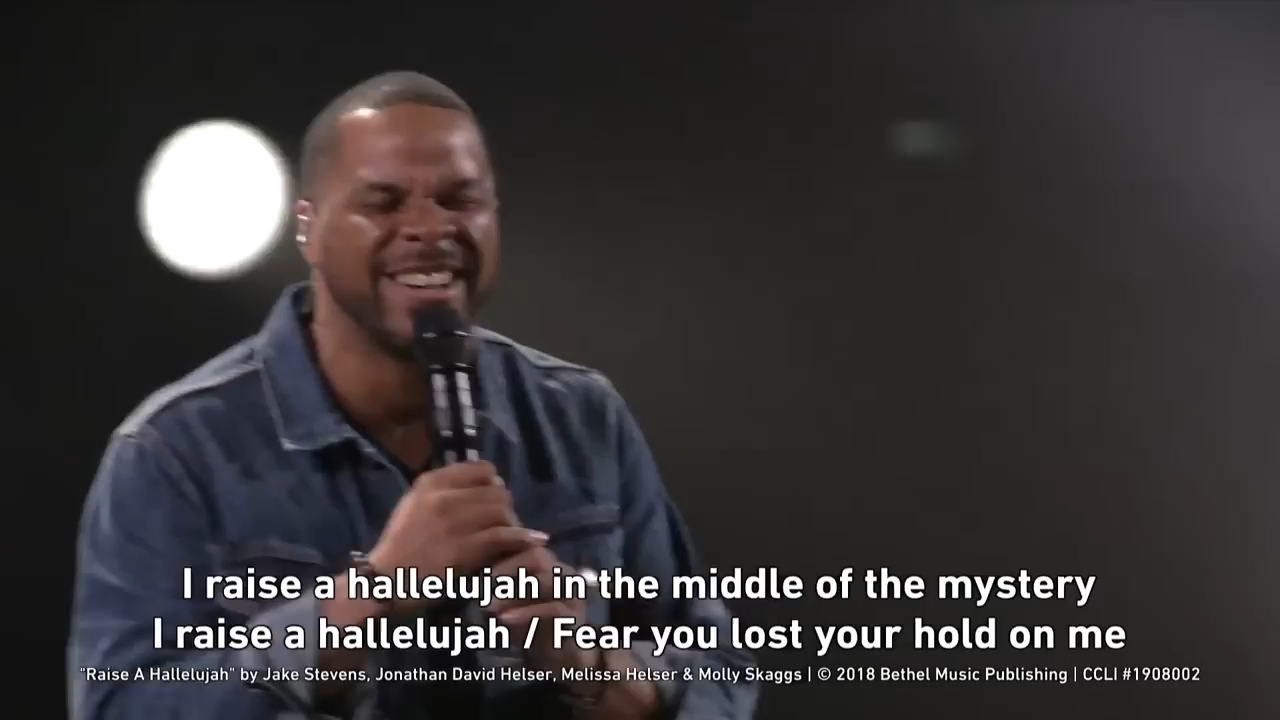 I raise a hallelujah in the middle of the mystery
I raise a hallelujah / Fear you lost your hold on me
"Raise A Hallelujah" by Jake Stevens, Jonathan David Helser, Melissa Helser & Molly Skaggs | © 2018 Bethel Music Publishing | CCLI #1908002